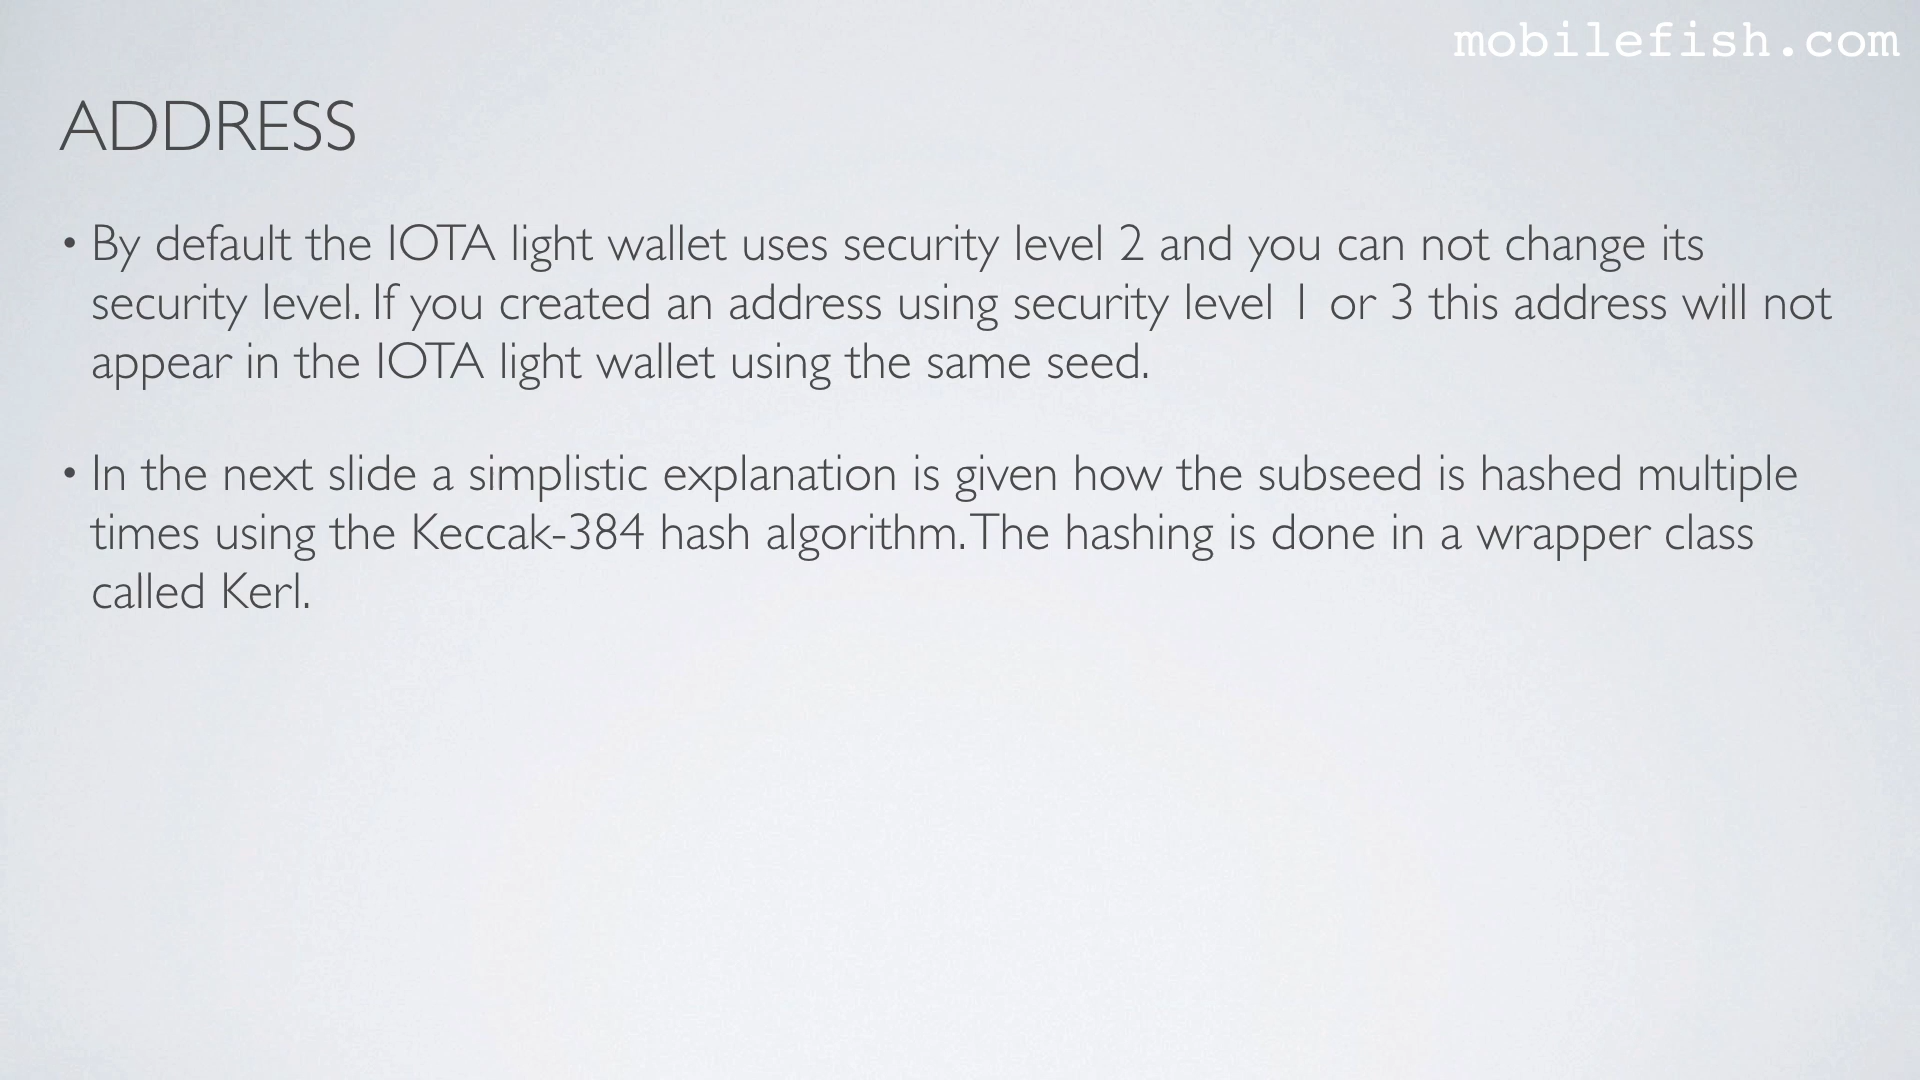 mobilefish.com
ADDRESS
• By default the IOTA light wallet uses security level 2 and you can not change its
security level. If you created an address using security level 1 or 3 this address will not
appear in the IOTA light wallet using the same seed.
• In the next slide a simplistic explanation is given how the subseed is hashed multiple
times using the Keccak-384 hash algorithm. The hashing is done in a wrapper class
called Kerl.